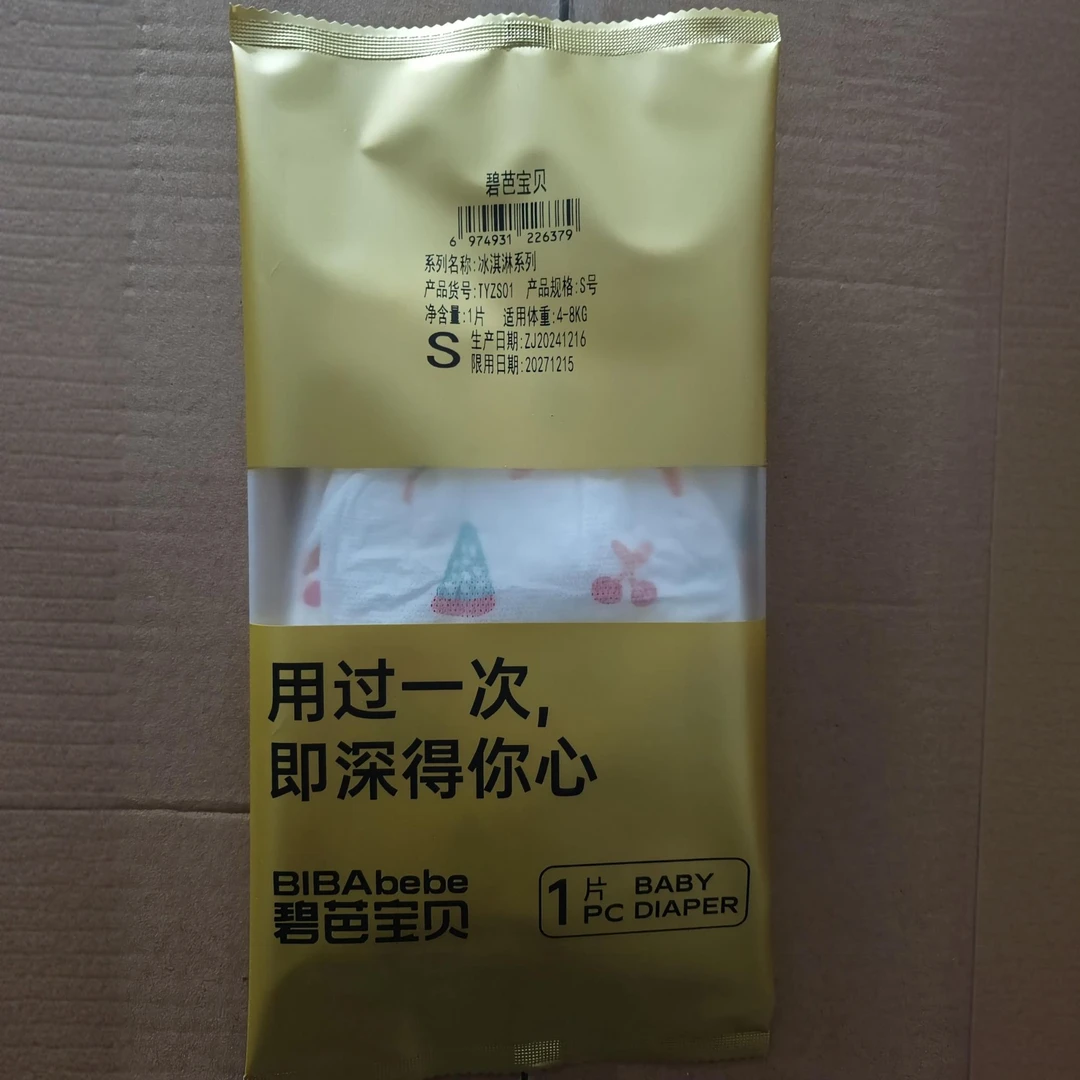 碧芭宝贝
6 974931 226379
系列名称:冰淇淋系列
产品货号:TYZS01 产品规格:S号
净含量:1片 适用体重:4-8KG
S 生产日期:ZJ20241216
限用日期:20271215
用过一次,
即深得你心
BIBAbebe
碧芭宝贝
1 片 BABY
PC DIAPER